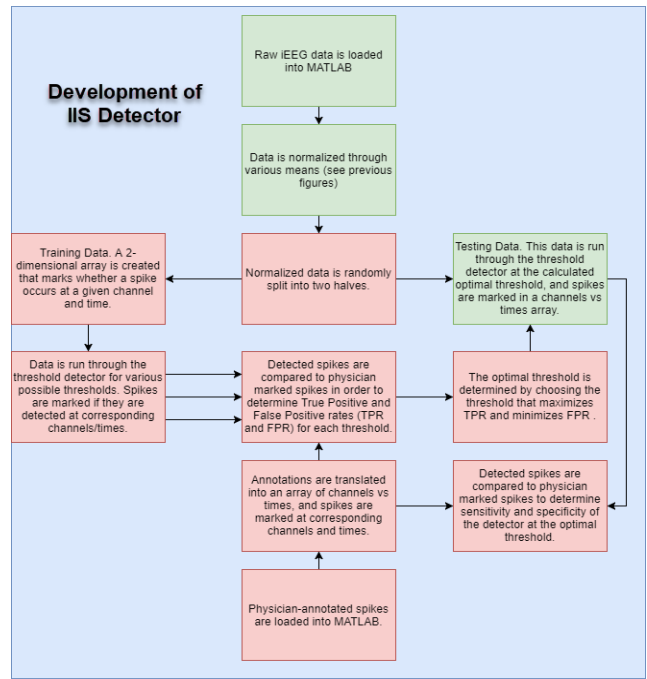 Development of
IIS Detector
Raw iEEG data is loaded
into MATLAB
Data is normalized through
various means (see previous
figures)
Training Data. A 2-
dimensional array is created
that marks whether a spike
occurs at a given channel
and time.
Normalized data is randomly
split into two halves.
Testing Data. This data is run
through the threshold
detector at the calculated
optimal threshold, and spikes
are marked in a channels vs
times array.
Data is run through the
threshold detector for various
possible thresholds. Spikes
are marked if they are
detected at corresponding
channels/times.
Detected spikes are
compared to physician
marked spikes in order to
determine True Positive and
False Positive rates (TPR
and FPR) for each threshold.
The optimal threshold is
determined by choosing the
threshold that maximizes
TPR and minimizes FPR .
Annotations are translated
into an array of channels vs
times, and spikes are
marked at corresponding
channels and times.
Detected spikes are
compared to physician
marked spikes to determine
sensitivity and specificity of
the detector at the optimal
threshold.
Physician-annotated spikes
are loaded into MATLAB.